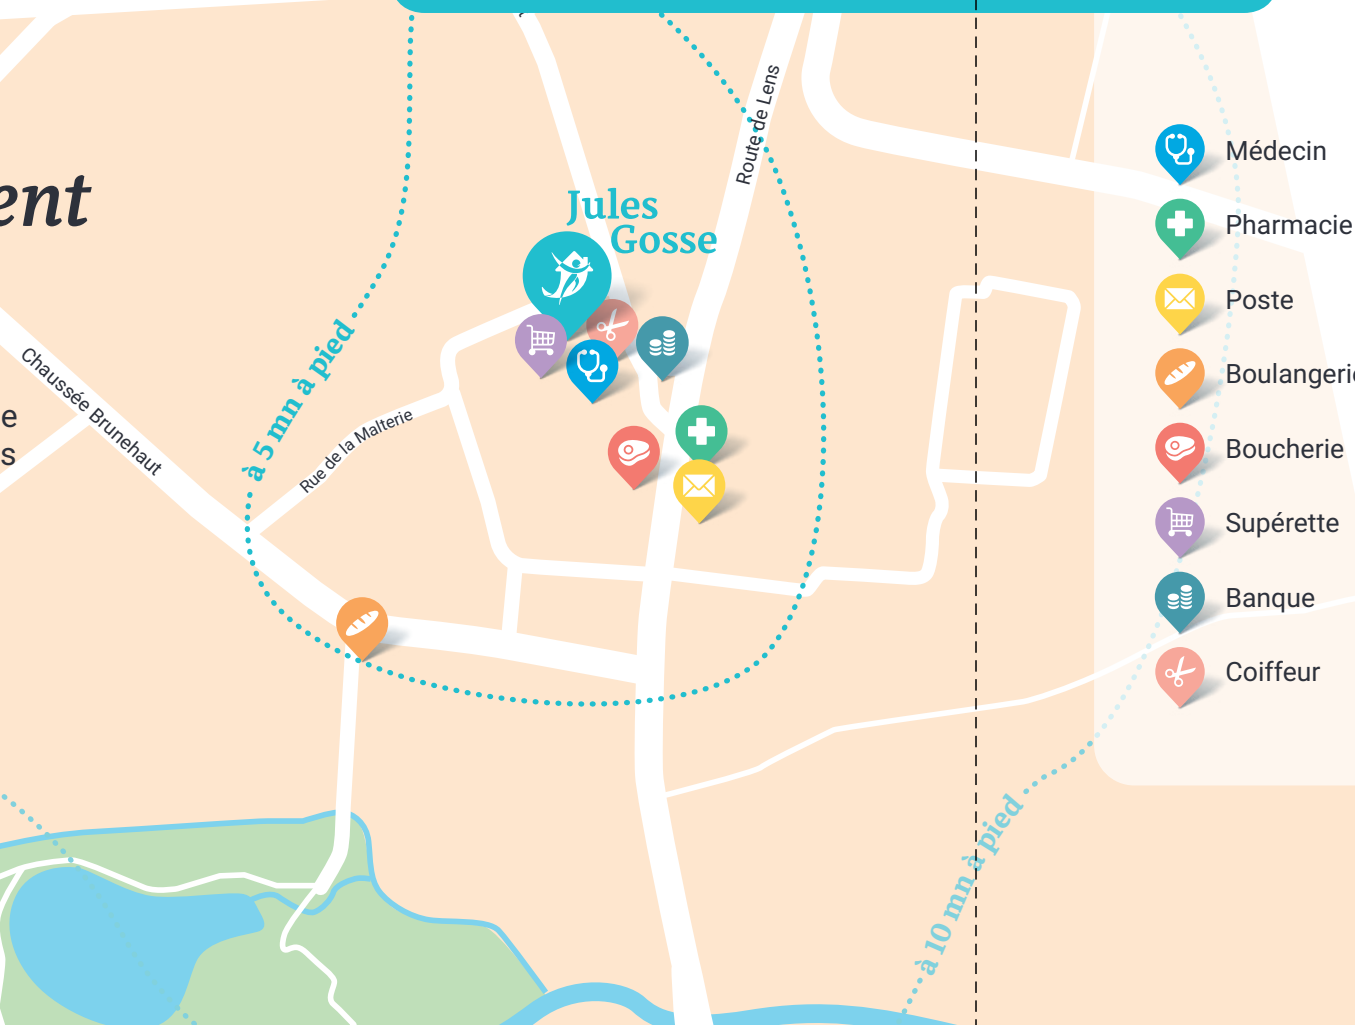 ent
e
s
Jules
Gosse
Route de Lens
Chaussée Brunehaut
Rue de la Malterie
à 5 mn à pied
à 10 mn à pied
Médecin
Pharmacie
Poste
Boulangerie
Boucherie
Supérette
Banque
Coiffeur